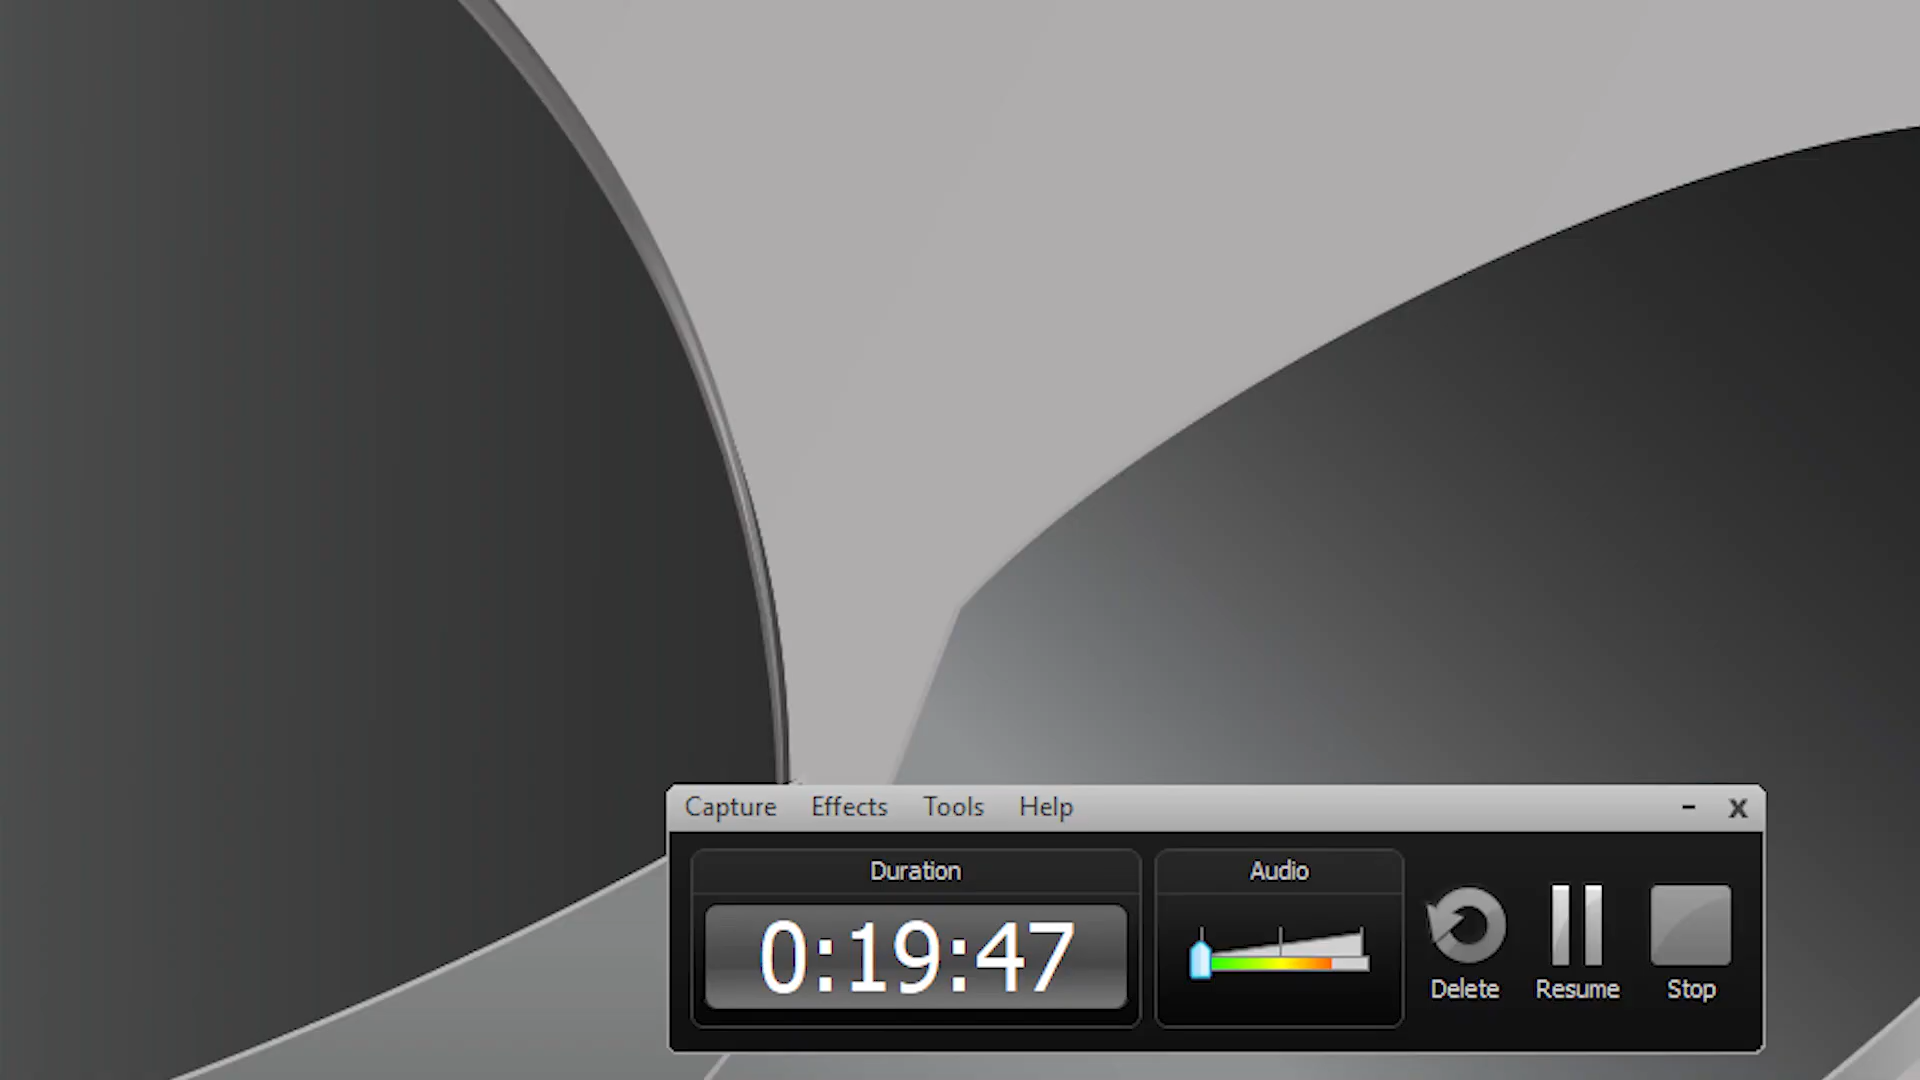 Capture Effects Tools Help - x
Duration
Audio
0:19:47
Delete Resume Stop